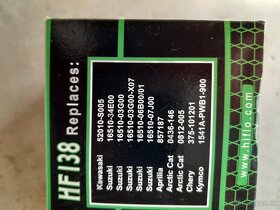 HF138 Replaces:
Kawasaki 52010-S005
Suzuki 16510-34E00
Suzuki 16510-03G00
Suzuki 16510-03G00-X07
Suzuki 16510-06B00/01
Suzuki 16510-07J00
Aprilia 857187
Arctic Cat 0436-146
Arctic Cat 0812-005
Chery 375-101201
Kymco 1541A-PWB1-900
www.hiflo.com